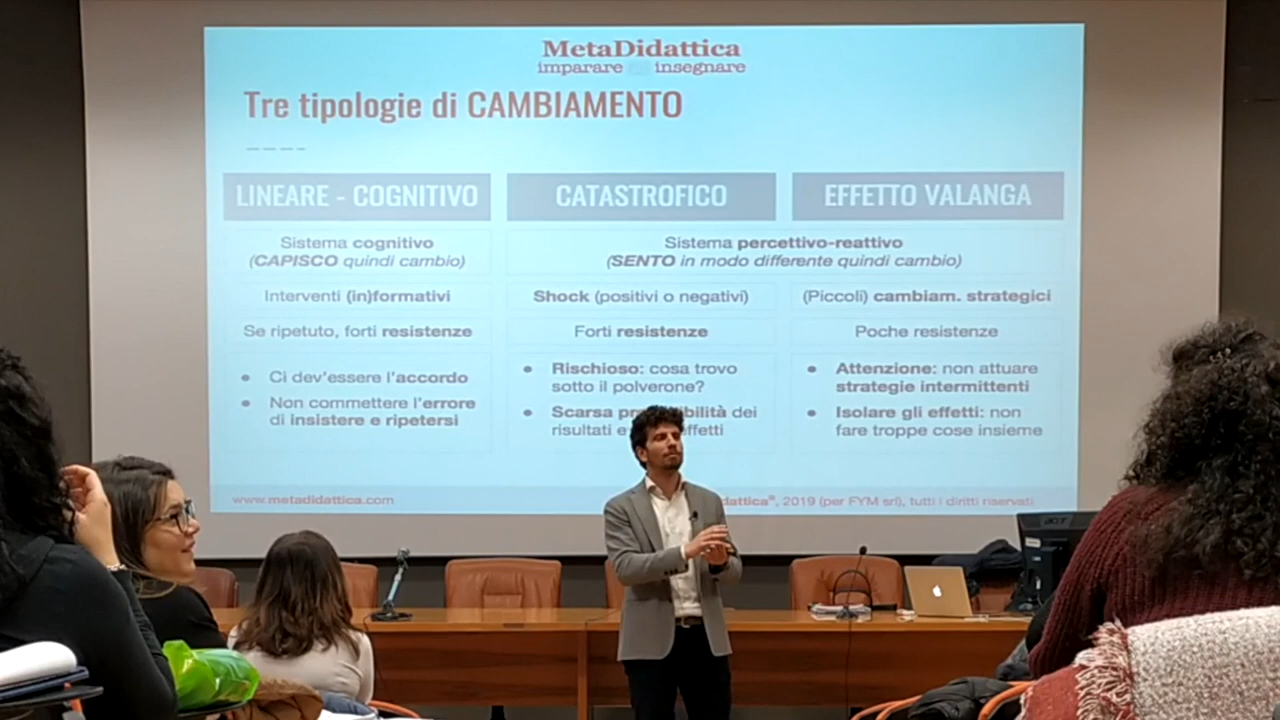 MetaDidattica
imparare insegnare
Tre tipologie di CAMBIAMENTO
LINEARE - COGNITIVO
CATASTROFICO
EFFETTO VALANGA
Sistema cognitivo
(CAPISCO quindi cambio)
Sistema percettivo-reattivo
(SENTO in modo differente quindi cambio)
Interventi (in)formativi
Shock (positivi o negativi)
(Piccoli) cambiam. strategici
Se ripetuto, forti resistenze
Forti resistenze
Poche resistenze
• Ci dev'essere l'accordo
• Non commettere l'errore
di insistere e ripetersi
• Rischioso: cosa trovo
sotto il polverone?
• Scarsa dei
risultati
• Attenzione: non attuare
strategie intermittenti
• Isolare gli effetti: non
fare troppe cose insieme
www.metadidattica.com
dattica®, 2019 (per FYM srl), tutti i diritti riservati
acer